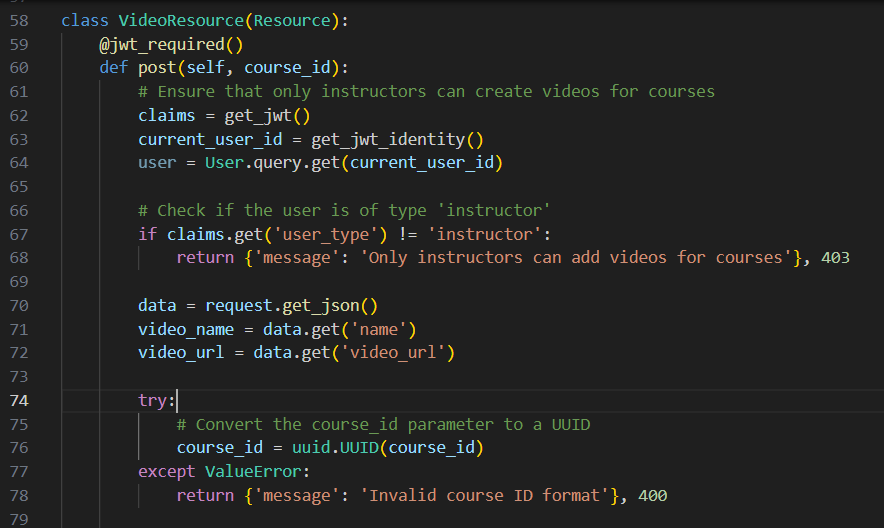 58 class VideoResource(Resource):
59     @jwt_required()
60     def post(self, course_id):
61         # Ensure that only instructors can create videos for courses
62         claims = get_jwt()
63         current_user_id = get_jwt_identity()
64         user = User.query.get(current_user_id)
65
66         # Check if the user is of type 'instructor'
67         if claims.get('user_type') != 'instructor':
68             return {'message': 'Only instructors can add videos for courses'}, 403
69
70         data = request.get_json()
71         video_name = data.get('name')
72         video_url = data.get('video_url')
73
74         try:
75             # Convert the course_id parameter to a UUID
76             course_id = uuid.UUID(course_id)
77         except ValueError:
78             return {'message': 'Invalid course ID format'}, 400
79